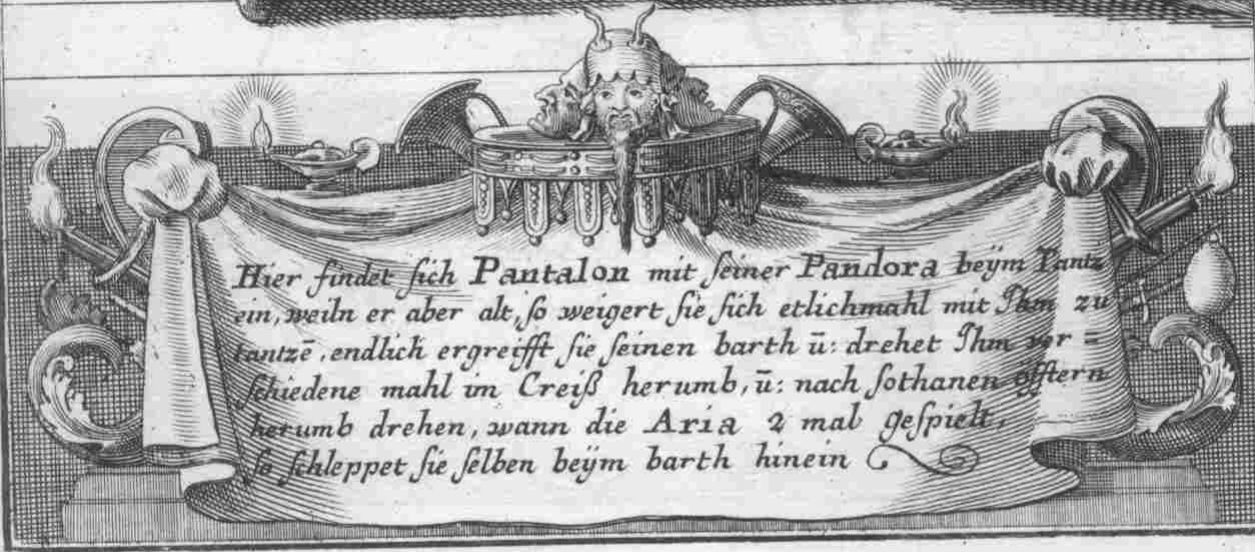 Hier findet sich Pantalon mit seiner Pandora beÿm Tantz
ein, weiln er aber alt, so weigert sie sich etlichmahl mit Ihm zu
tantzē, endlich ergreifft sie seinen barth ū: drehet Ihm ver=
schiedene mahl im Creiß herumb, ū: nach sothanen öfftern
herumb drehen, wann die Aria 2 mal gespielt,
so schleppet sie selben beÿm barth hinein